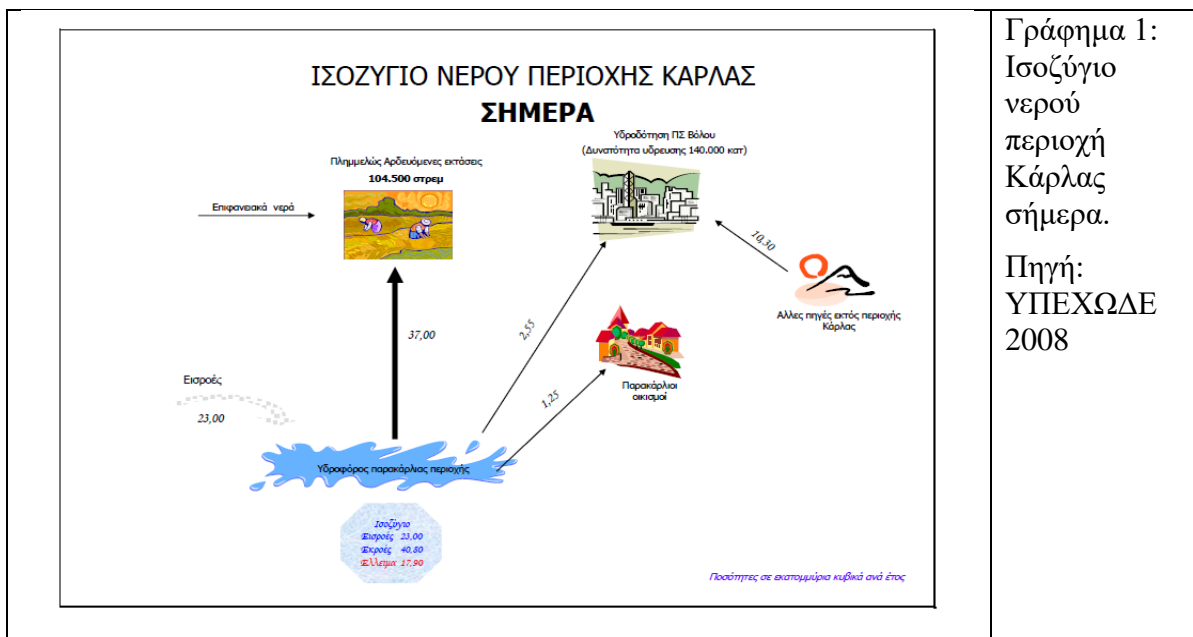 ΙΣΟΖΥΓΙΟ ΝΕΡΟΥ ΠΕΡΙΟΧΗΣ ΚΑΡΛΑΣ
ΣΗΜΕΡΑ
Υδροδότηση ΠΣ Βόλου
(Δυνατότητα υδρευσης 140.000 κατ)
Πλημμελώς Αρδευόμενες εκτάσεις
104.500 στρεμ
Επιφανειακά νερά
10,30
Αλλες πηγές εκτός περιοχής
Κάρλας
37,00
2,55
Παρακάρλιοι
οικισμοί
1,25
Εισροές
23,00
Υδροφόρος παρακάρλιας περιοχής
Ισοζύγιο
Εισροές 23,00
Εκροές 40,80
Ελλειμα 17,90
Ποσότητες σε εκατομμύρια κυβικά ανά έτος
Γράφημα 1:
Ισοζύγιο
νερού
περιοχή
Κάρλας
σήμερα.
Πηγή:
ΥΠΕΧΩΔΕ
2008